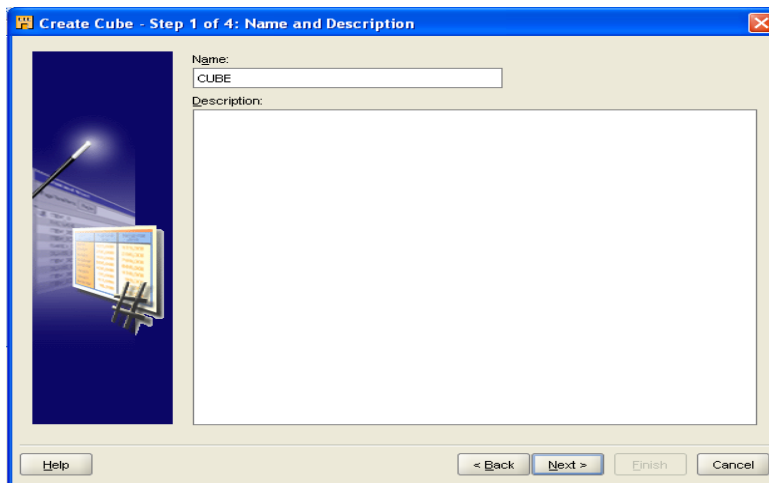 Create Cube - Step 1 of 4: Name and Description
Name:
CUBE
Description:
Help
< Back
Next >
Finish
Cancel